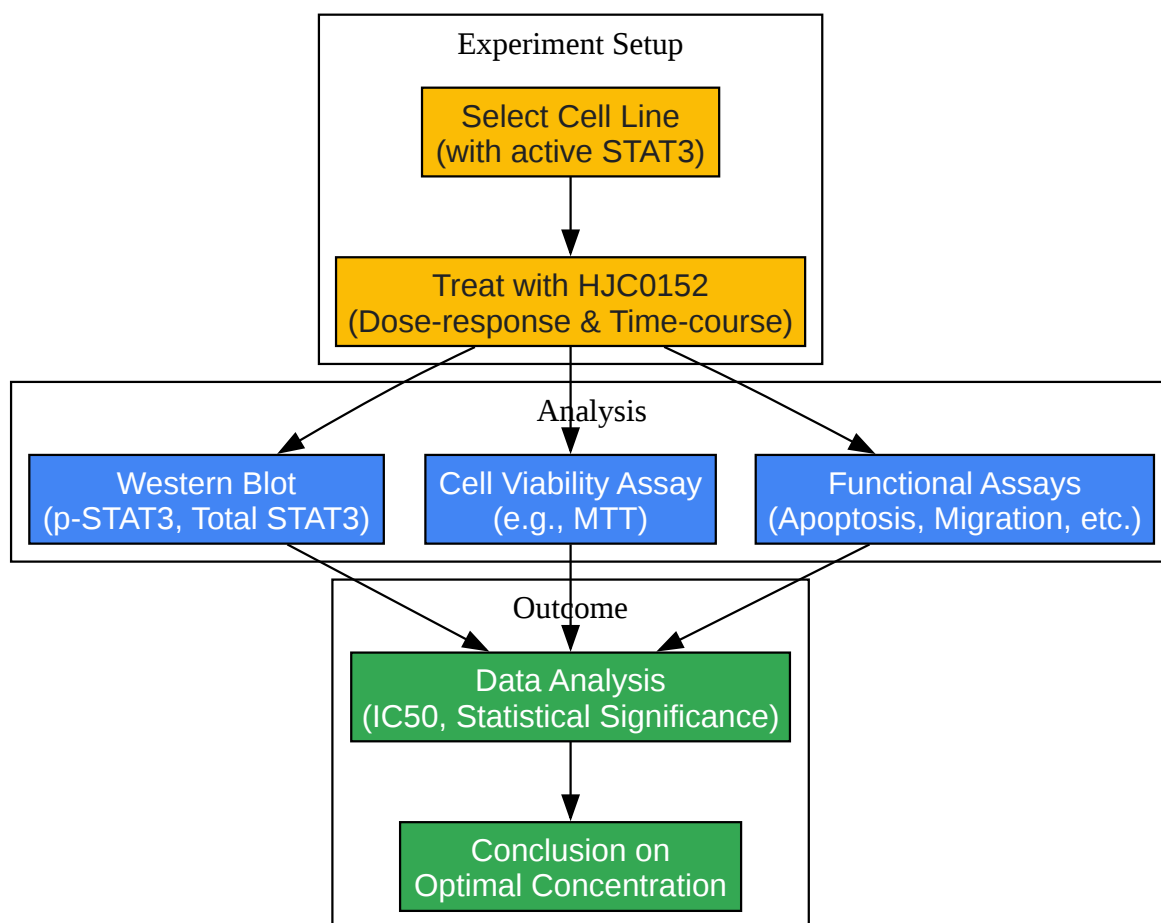 Experiment Setup
Select Cell Line
(with active STAT3)
Treat with HJC0152
(Dose-response & Time-course)
Analysis
Western Blot
(p-STAT3, Total STAT3)
Cell Viability Assay
(e.g., MTT)
Functional Assays
(Apoptosis, Migration, etc.)
Outcome
Data Analysis
(IC50, Statistical Significance)
Conclusion on
Optimal Concentration